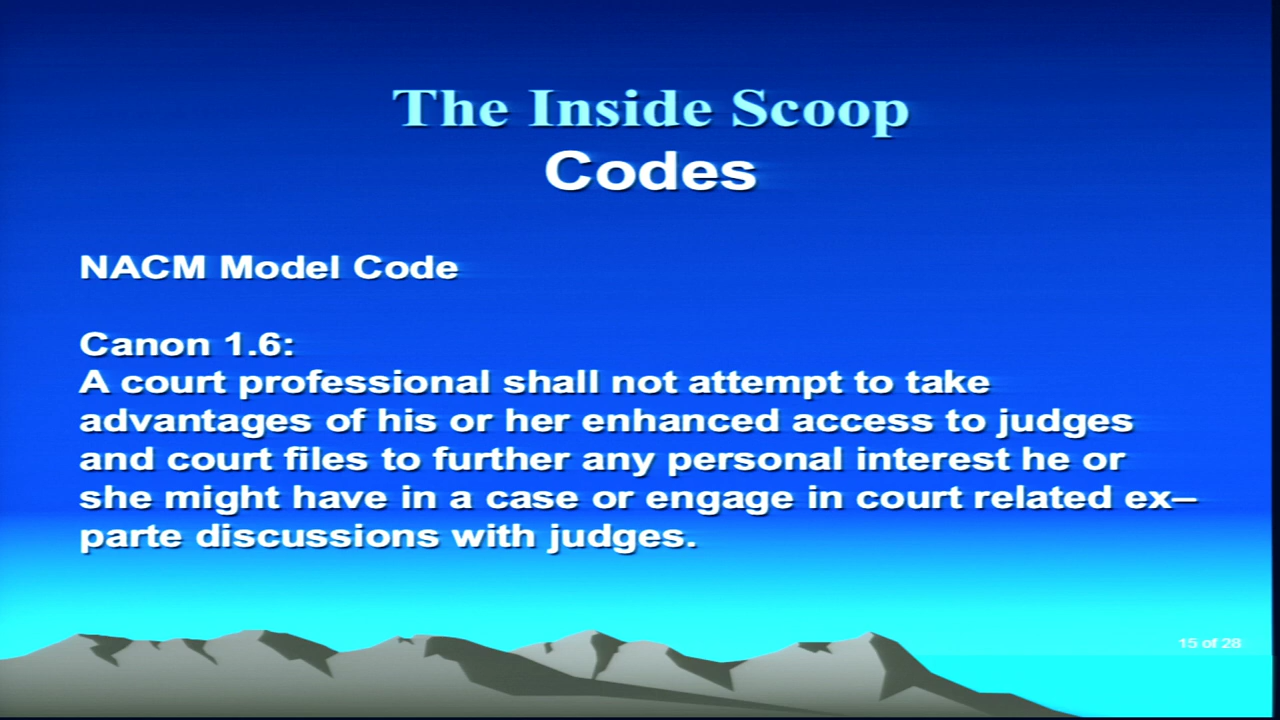 The Inside Scoop
Codes
NACM Model Code
Canon 1.6:
A court professional shall not attempt to take
advantages of his or her enhanced access to judges
and court files to further any personal interest he or
she might have in a case or engage in court related ex–
parte discussions with judges.
15 of 28